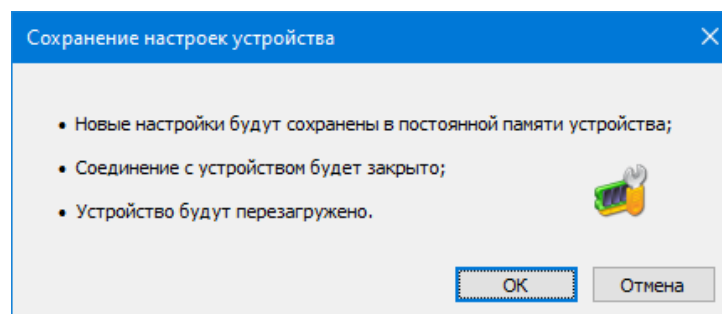 Сохранение настроек устройства
• Новые настройки будут сохранены в постоянной памяти устройства;
• Соединение с устройством будет закрыто;
• Устройство будут перезагружено.
ОК
Отмена